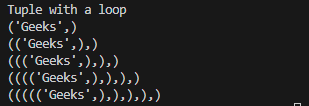 Tuple with a loop
('Geeks',)
(('Geeks',),)
((('Geeks',),),)
(((('Geeks',),),),)
((((('Geeks',),),),),)